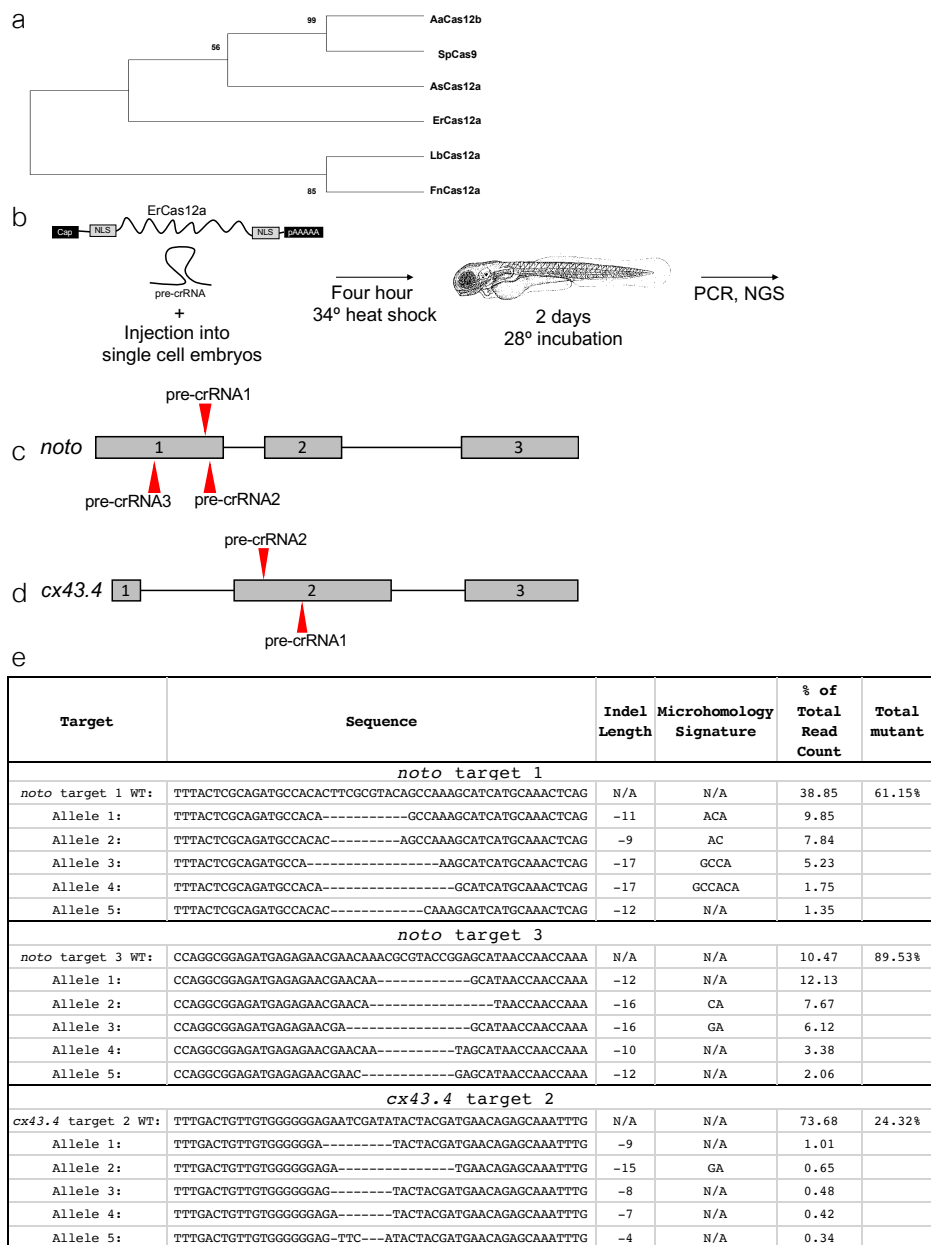 a
99
AaCas12b
56
SpCas9
AsCas12a
ErCas12a
LbCas12a
85
FnCas12a
b
ErCas12a
Cap
NLS
NLS
pAAAAA
pre-crRNA
+
Injection into
single cell embryos
Four hour
34º heat shock
2 days
28º incubation
PCR, NGS
pre-crRNA1
c
noto
1
2
3
pre-crRNA3
pre-crRNA2
pre-crRNA2
d
cx43.4
1
2
3
pre-crRNA1
e
Target Sequence Indel Length Microhomology Signature % of Total Read Count Total mutant
noto target 1
noto target 1 WT: TTTACTCGCAGATGCCACACTTCGCGTACAGCCAAAGCATCATGCAAACTCAG N/A N/A 38.85 61.15%
Allele 1: TTTACTCGCAGATGCCACA-----------GCCAAAGCATCATGCAAACTCAG -11 ACA 9.85
Allele 2: TTTACTCGCAGATGCCACAC---------AGCCAAAGCATCATGCAAACTCAG -9 AC 7.84
Allele 3: TTTACTCGCAGATGCCA-----------------AAGCATCATGCAAACTCAG -17 GCCA 5.23
Allele 4: TTTACTCGCAGATGCCACA-----------------GCATCATGCAAACTCAG -17 GCCACA 1.75
Allele 5: TTTACTCGCAGATGCCACAC------------CAAAGCATCATGCAAACTCAG -12 N/A 1.35
noto target 3
noto target 3 WT: CCAGGCGGAGATGAGAGAACGAACAAACGCGTACCGGAGCATAACCAACCAAA N/A N/A 10.47 89.53%
Allele 1: CCAGGCGGAGATGAGAGAACGAACAA------------GCATAACCAACCAAA -12 N/A 12.13
Allele 2: CCAGGCGGAGATGAGAGAACGAACA----------------TAACCAACCAAA -16 CA 7.67
Allele 3: CCAGGCGGAGATGAGAGAACGA----------------GCATAACCAACCAAA -16 GA 6.12
Allele 4: CCAGGCGGAGATGAGAGAACGAACAA----------TAGCATAACCAACCAAA -10 N/A 3.38
Allele 5: CCAGGCGGAGATGAGAGAACGAAC------------GAGCATAACCAACCAAA -12 N/A 2.06
cx43.4 target 2
cx43.4 target 2 WT: TTTGACTGTTGTGGGGGGAGAATCGATATACTACGATGAACAGAGCAAATTTG N/A N/A 73.68 24.32%
Allele 1: TTTGACTGTTGTGGGGGGA---------TACTACGATGAACAGAGCAAATTTG -9 N/A 1.01
Allele 2: TTTGACTGTTGTGGGGGGAGA---------------TGAACAGAGCAAATTTG -15 GA 0.65
Allele 3: TTTGACTGTTGTGGGGGGAG--------TACTACGATGAACAGAGCAAATTTG -8 N/A 0.48
Allele 4: TTTGACTGTTGTGGGGGGAGA-------TACTACGATGAACAGAGCAAATTTG -7 N/A 0.42
Allele 5: TTTGACTGTTGTGGGGGGAG-TTC---ATACTACGATGAACAGAGCAAATTTG -4 N/A 0.34